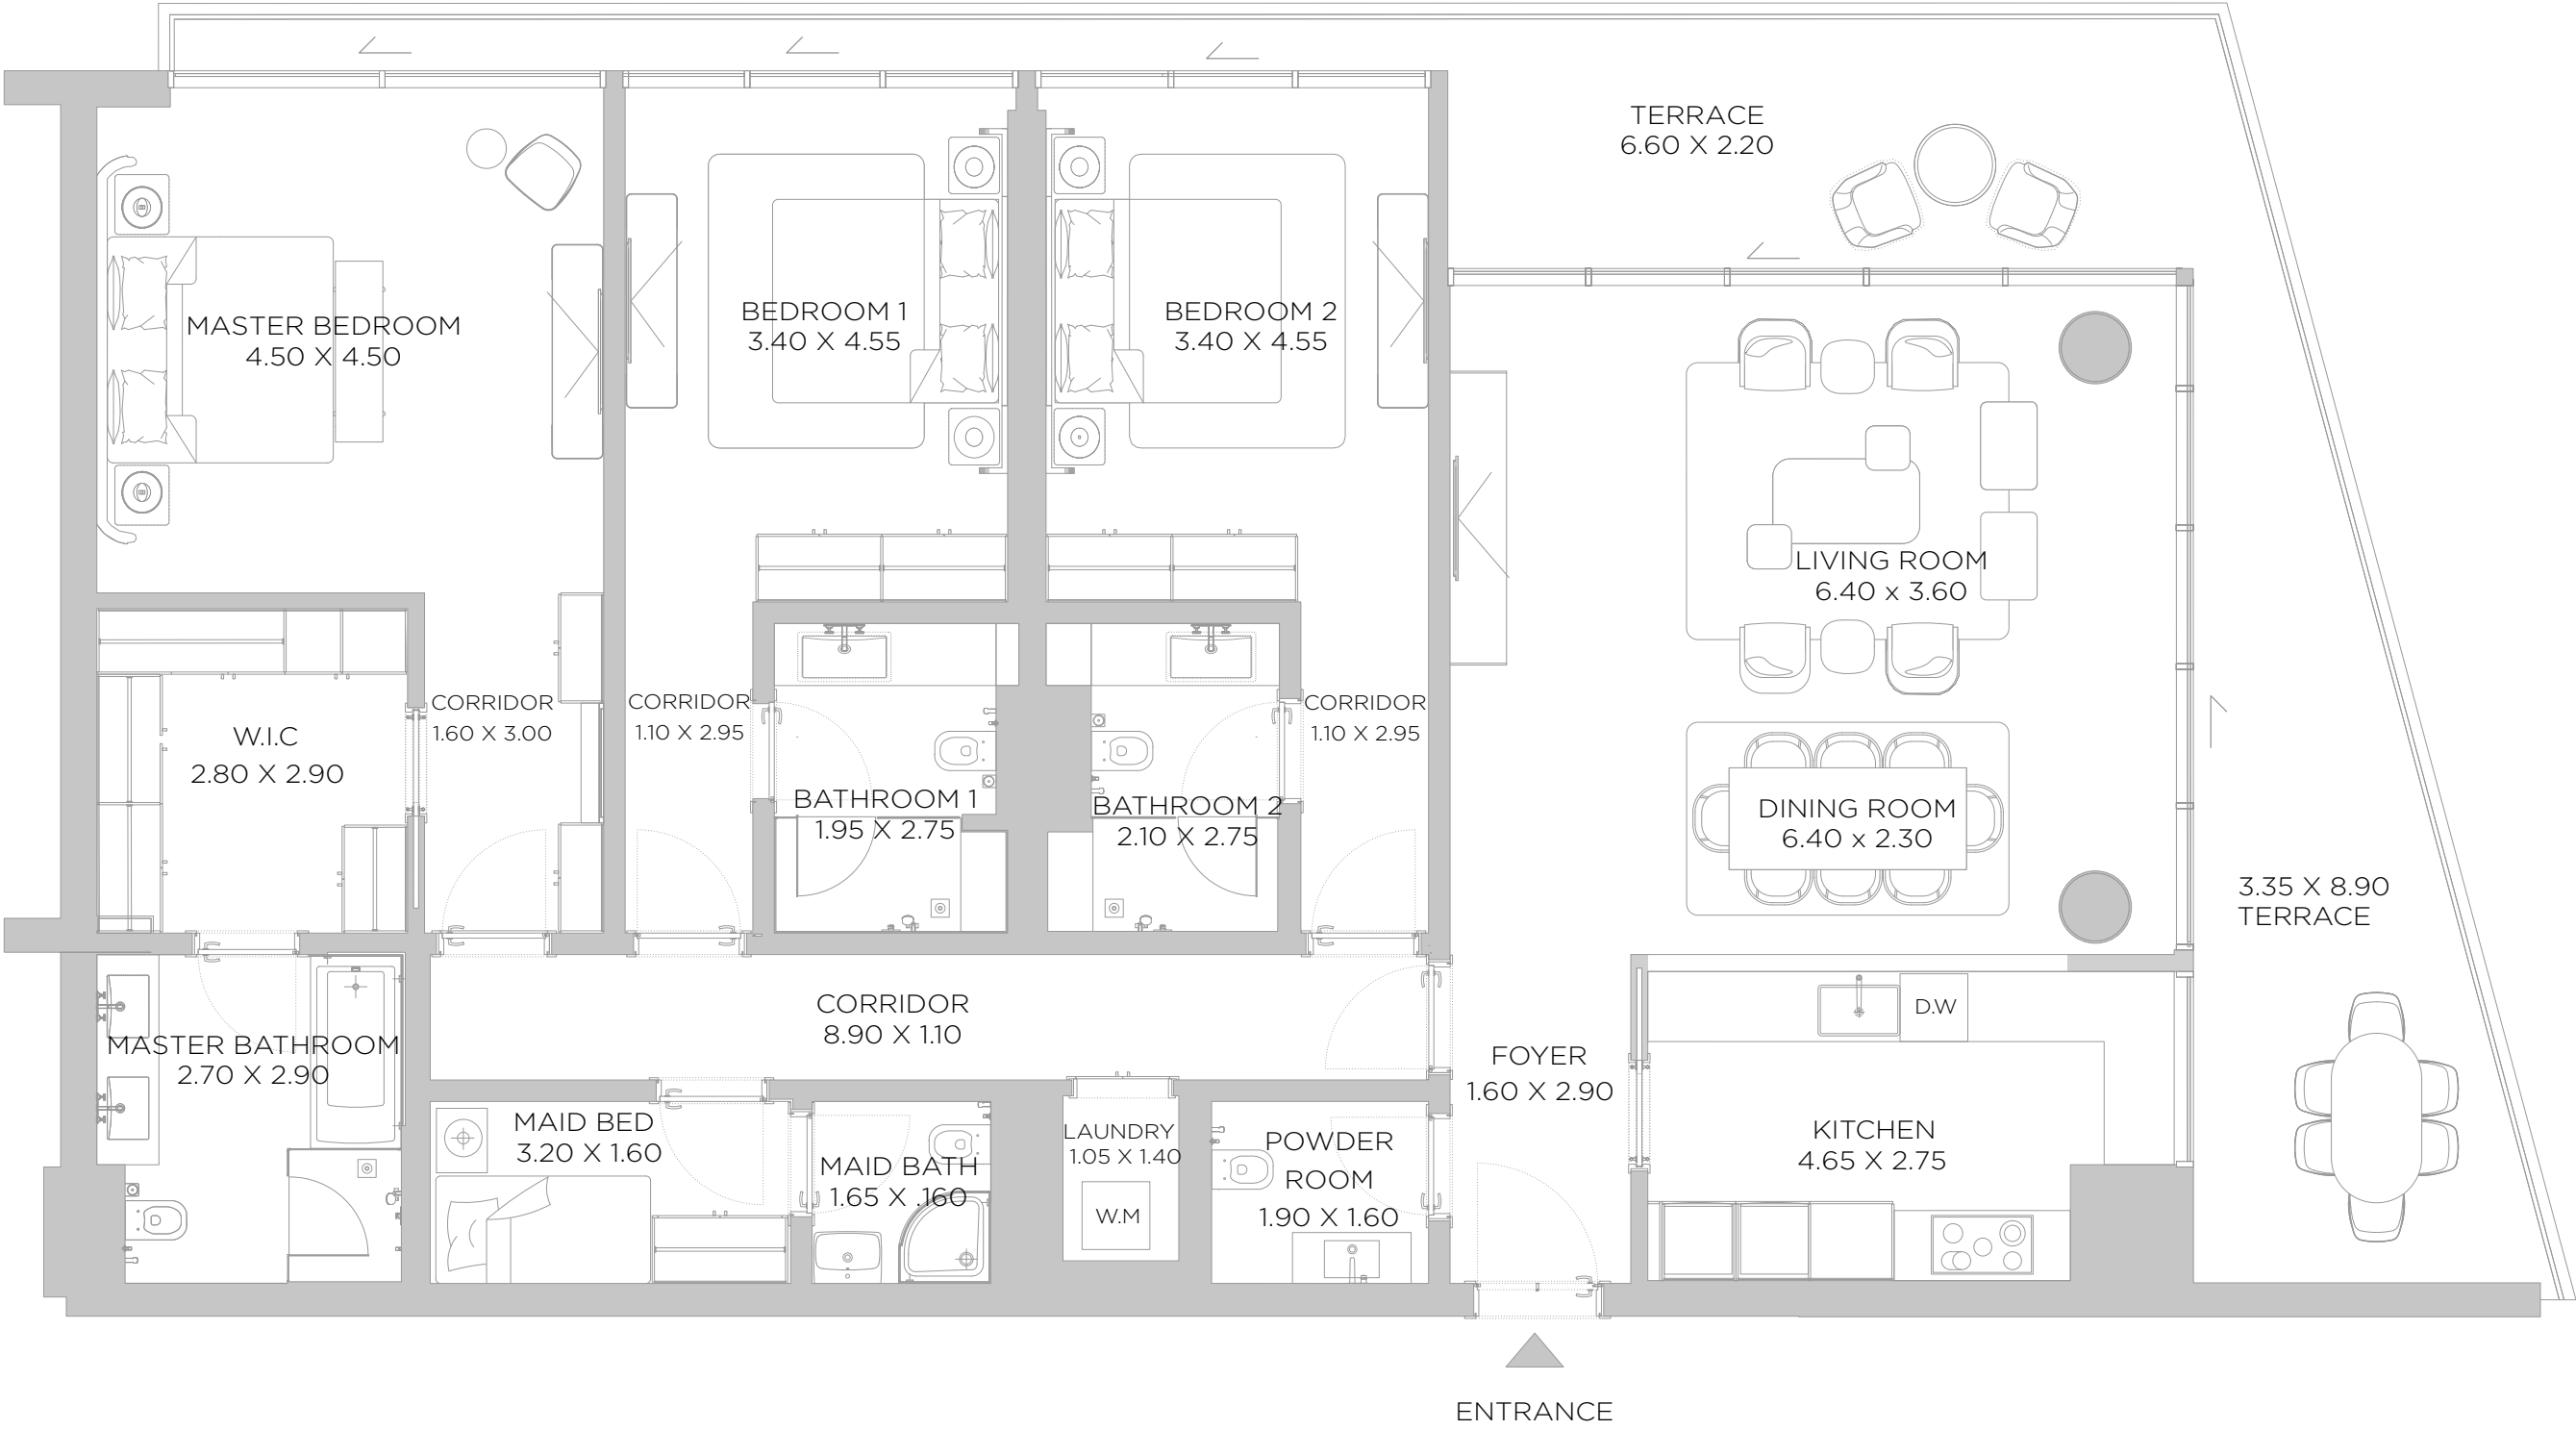 TERRACE
6.60 X 2.20
MASTER BEDROOM
4.50 X 4.50
BEDROOM 1
3.40 X 4.55
BEDROOM 2
3.40 X 4.55
LIVING ROOM
6.40 x 3.60
W.I.C
2.80 X 2.90
CORRIDOR
1.60 X 3.00
CORRIDOR
1.10 X 2.95
BATHROOM 1
1.95 X 2.75
BATHROOM 2
2.10 X 2.75
CORRIDOR
1.10 X 2.95
DINING ROOM
6.40 x 2.30
3.35 X 8.90
TERRACE
MASTER BATHROOM
2.70 X 2.90
CORRIDOR
8.90 X 1.10
FOYER
1.60 X 2.90
D.W
KITCHEN
4.65 X 2.75
MAID BED
3.20 X 1.60
MAID BATH
1.65 X .160
LAUNDRY
1.05 X 1.40
W.M
POWDER
ROOM
1.90 X 1.60
ENTRANCE